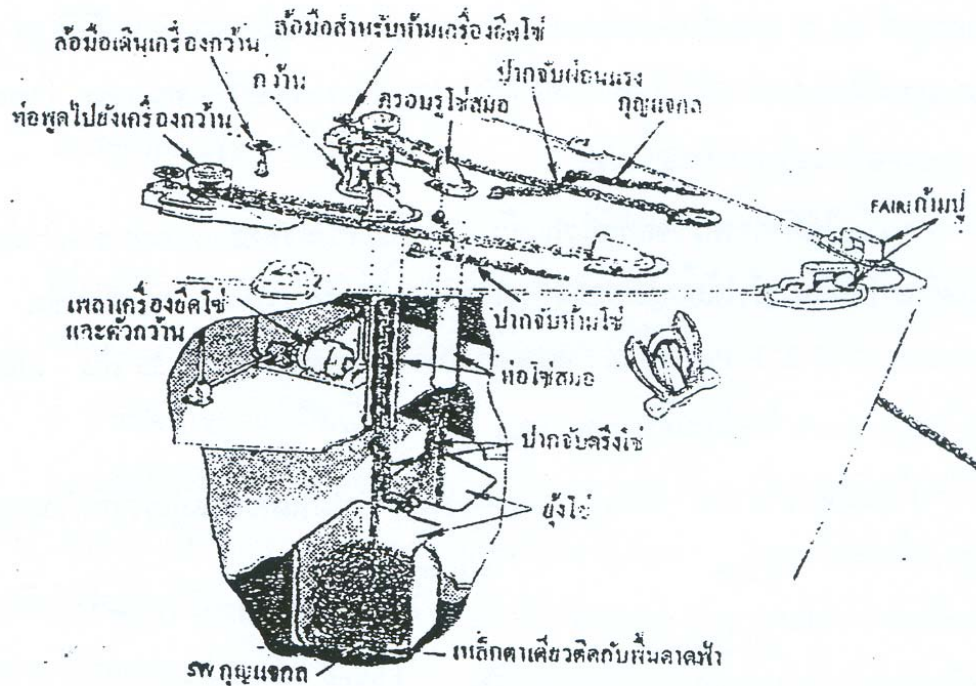 ล้อมือเดินเครื่องกว้าน
ล้อมือสำหรับห้ามเครื่องยึดโซ่
ท่อพูดไปยังเครื่องกว้าน
กว้าน
ครอบรูโซ่สมอ
ปากจับผ่อนแรง
กุญแจกล
FAIRI ก้ามปู
เพลาเครื่องยึดโซ่
และตัวกว้าน
ปากจับห้ามโซ่
ท่อโซ่สมอ
ปากจับตรึงโซ่
ยุ้งโซ่
เหล็กตาเดียวติดกับพื้นดาดฟ้า
SW กุญแจกล